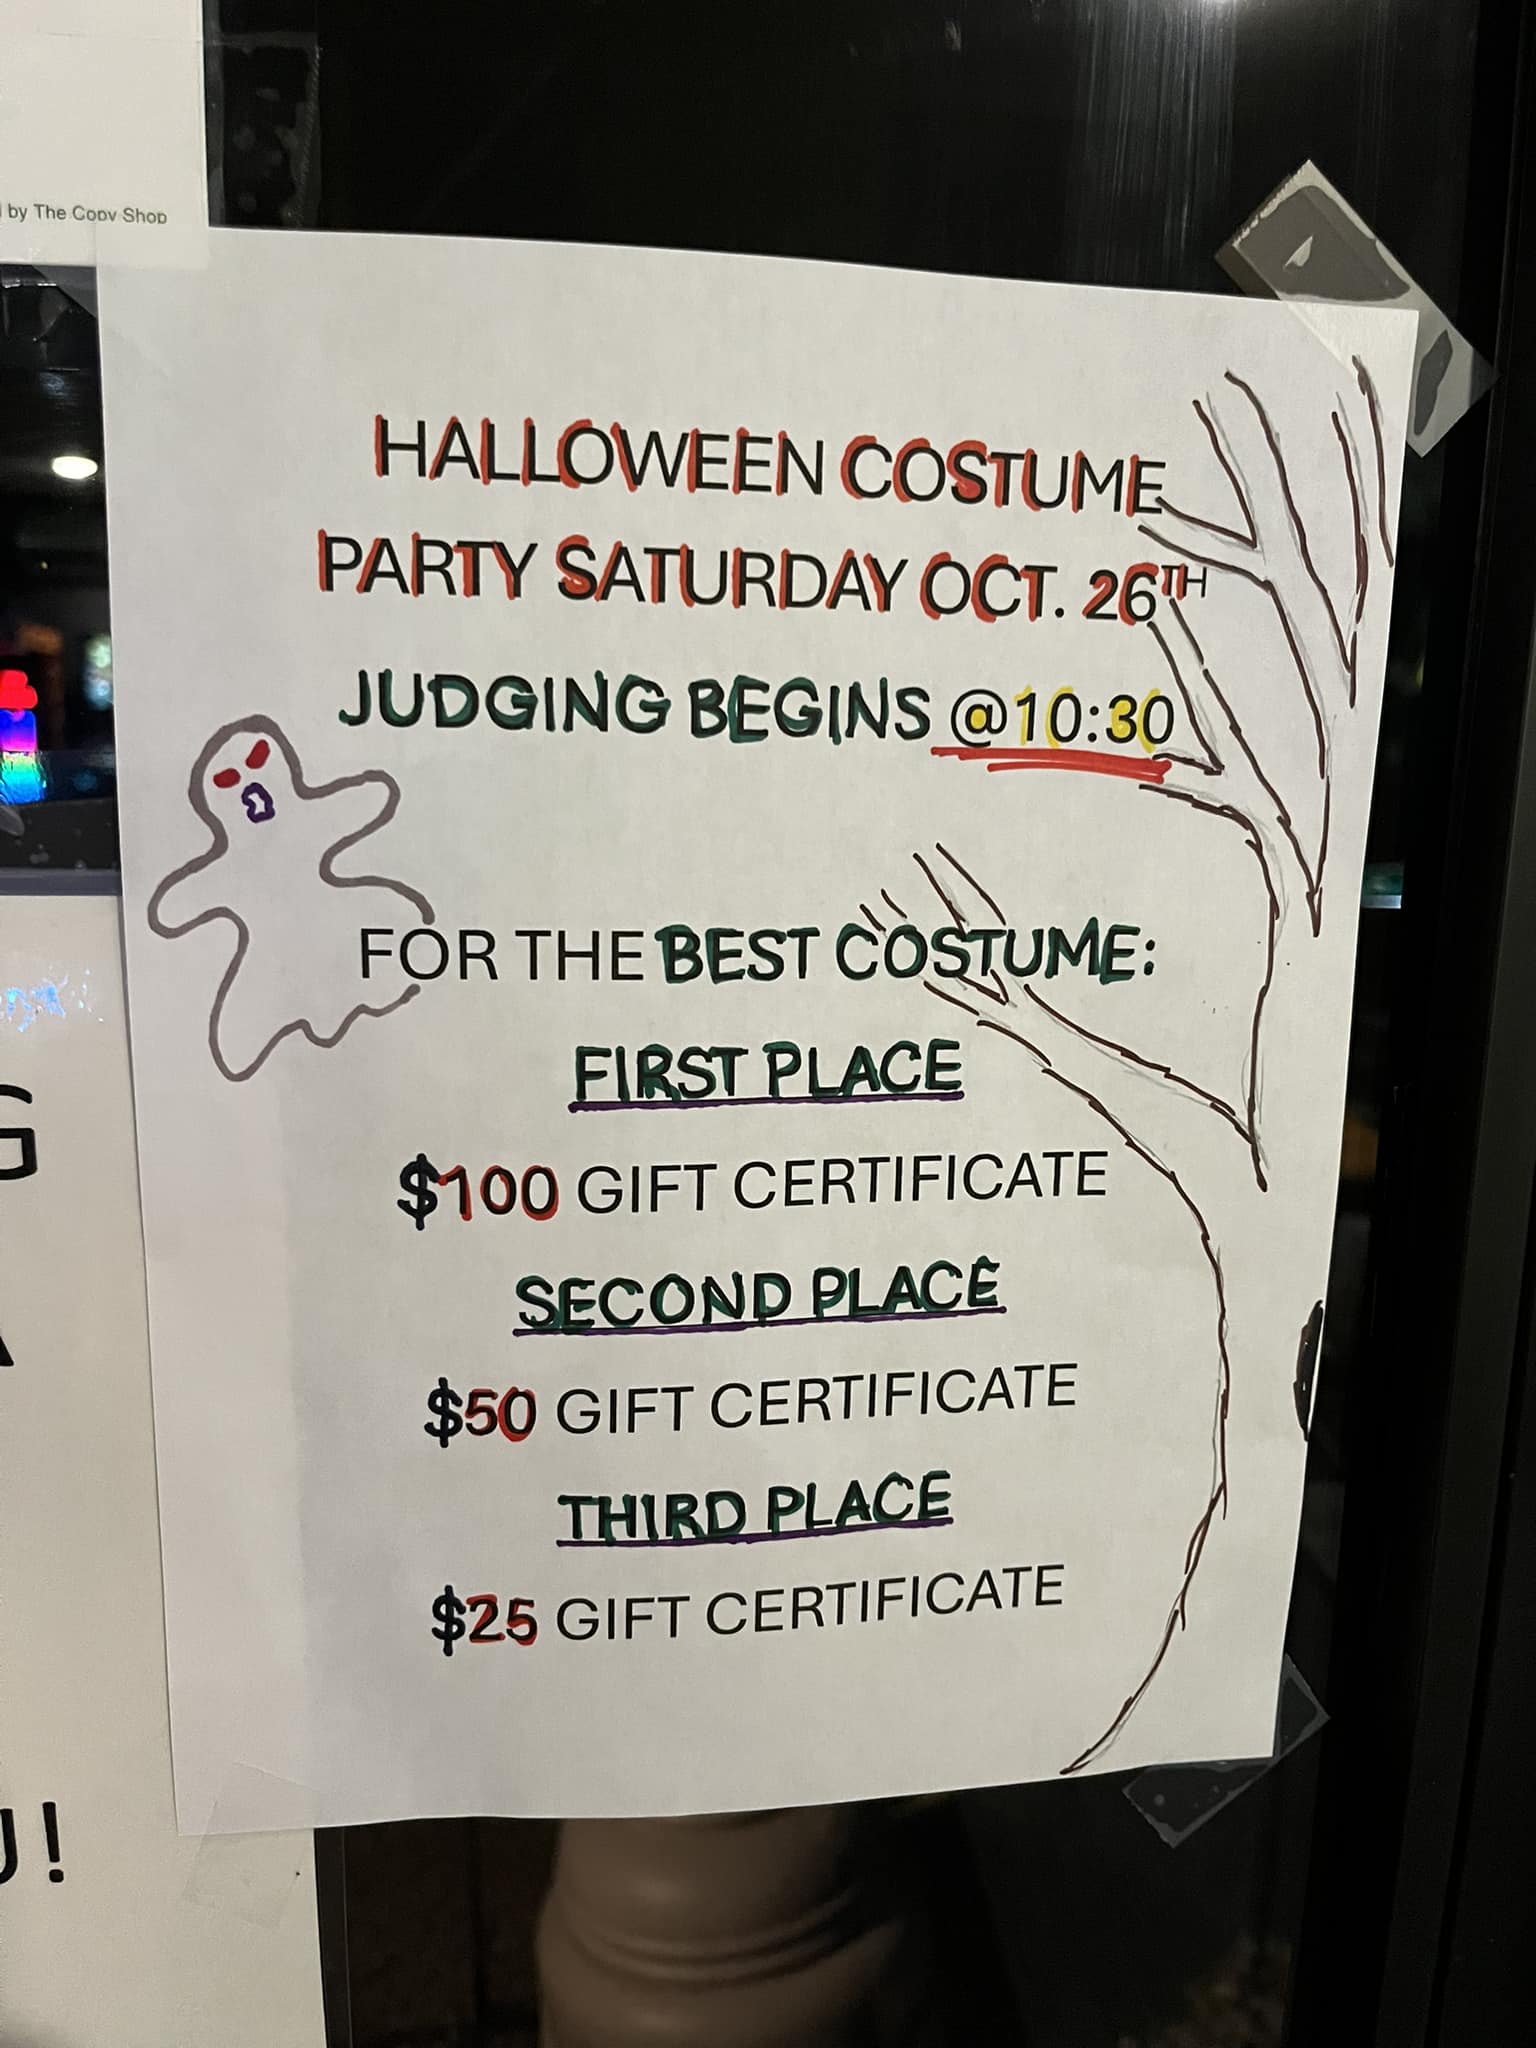 by The Copy Shop
HALLOWEEN COSTUME
PARTY SATURDAY OCT. 26TH
JUDGING BEGINS @10:30
FOR THE BEST COSTUME:
FIRST PLACE
$100 GIFT CERTIFICATE
SECOND PLACE
$50 GIFT CERTIFICATE
THIRD PLACE
$25 GIFT CERTIFICATE